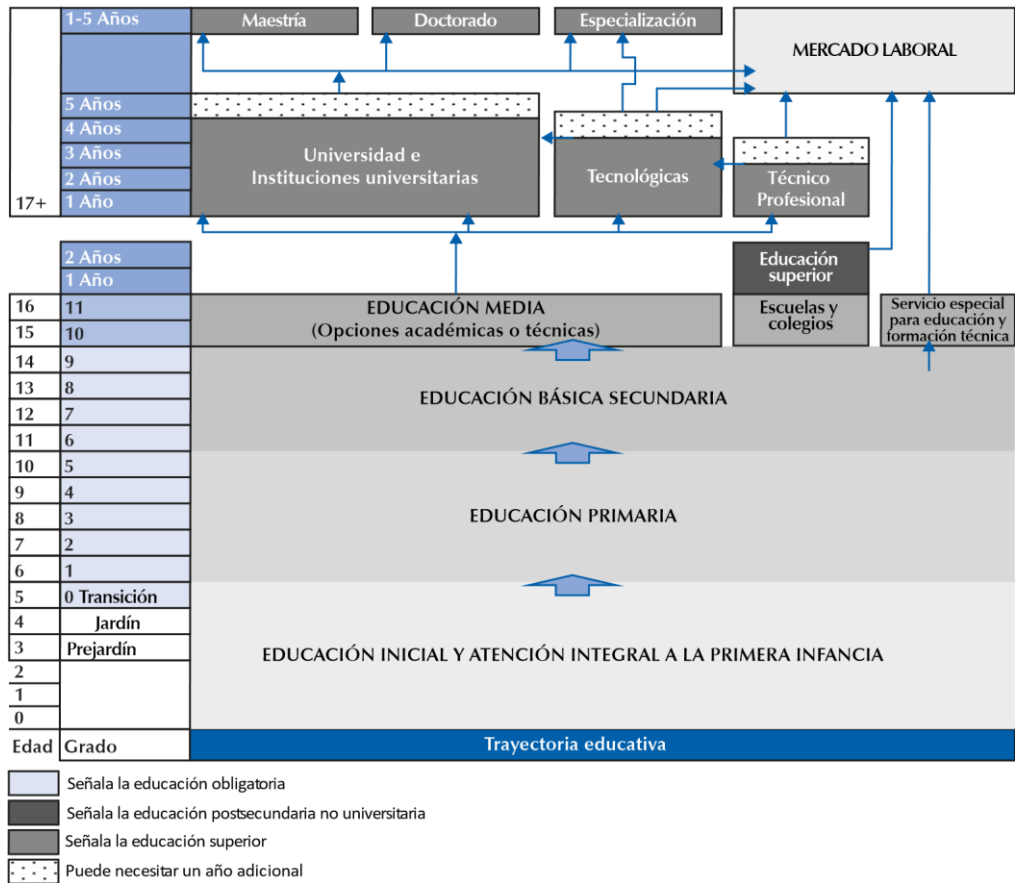 1-5 Años
Maestría
Doctorado
Especialización
MERCADO LABORAL
5 Años
4 Años
3 Años
2 Años
1 Año
17+
Universidad e
Instituciones universitarias
Tecnológicas
Técnico
Profesional
2 Años
1 Año
Educación
superior
16
11
EDUCACIÓN MEDIA
(Opciones académicas o técnicas)
Escuelas y
colegios
Servicio especial
para educación y
formación técnica
15
10
14
9
13
8
EDUCACIÓN BÁSICA SECUNDARIA
12
7
11
6
10
5
9
4
8
3
EDUCACIÓN PRIMARIA
7
2
6
1
5
0 Transición
4
Jardín
3
Prejardín
EDUCACIÓN INICIAL Y ATENCIÓN INTEGRAL A LA PRIMERA INFANCIA
2
1
0
Edad
Grado
Trayectoria educativa
Señala la educación obligatoria
Señala la educación postsecundaria no universitaria
Señala la educación superior
Puede necesitar un año adicional